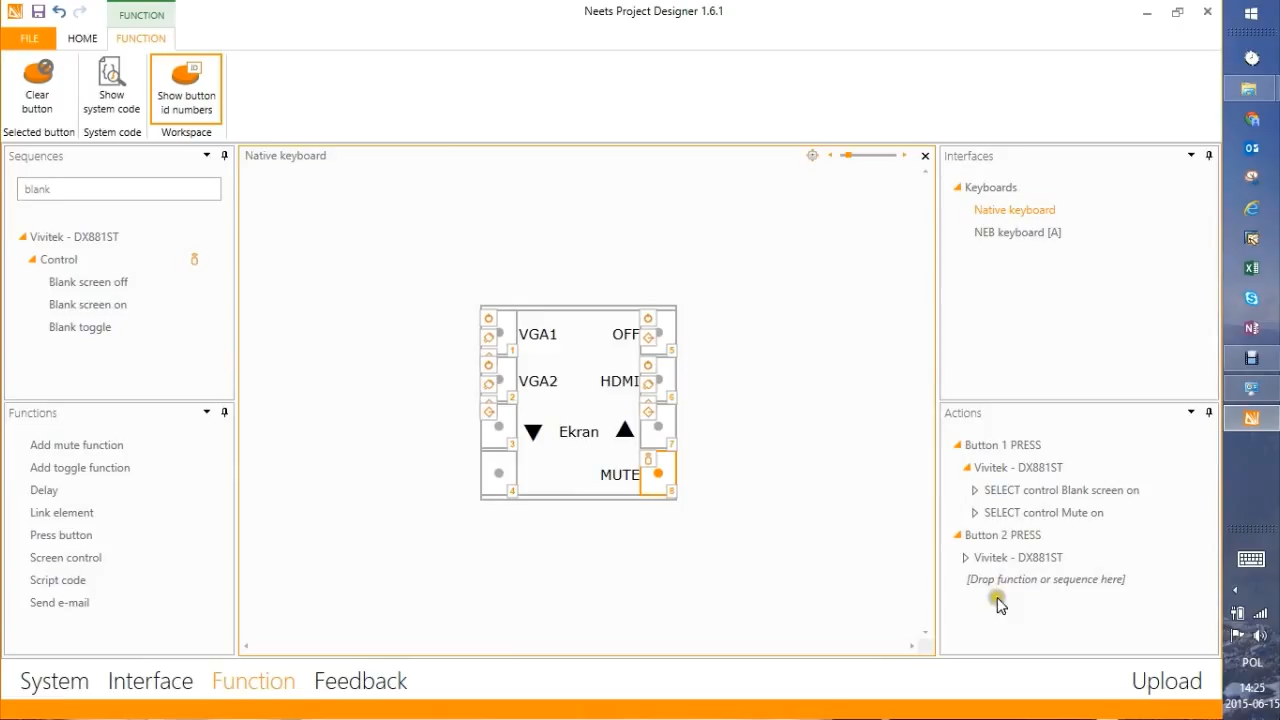 FUNCTION
Neets Project Designer 1.6.1
FILE
HOME
FUNCTION
Clear
button
Show
system code
ID
Show button
id numbers
Selected button
System code
Workspace
Sequences
blank
Vivitek - DX881ST
Control
Blank screen off
Blank screen on
Blank toggle
Functions
Add mute function
Add toggle function
Delay
Link element
Press button
Screen control
Script code
Send e-mail
Native keyboard
VGA1
OFF
1
5
VGA2
HDMI
2
6
Ekran
3
7
MUTE
4
8
Interfaces
Keyboards
Native keyboard
NEB keyboard [A]
Actions
Button 1 PRESS
Vivitek - DX881ST
SELECT control Blank screen on
SELECT control Mute on
Button 2 PRESS
Vivitek - DX881ST
[Drop function or sequence here]
System
Interface
Function
Feedback
Upload
POL
14:25
2015-06-15